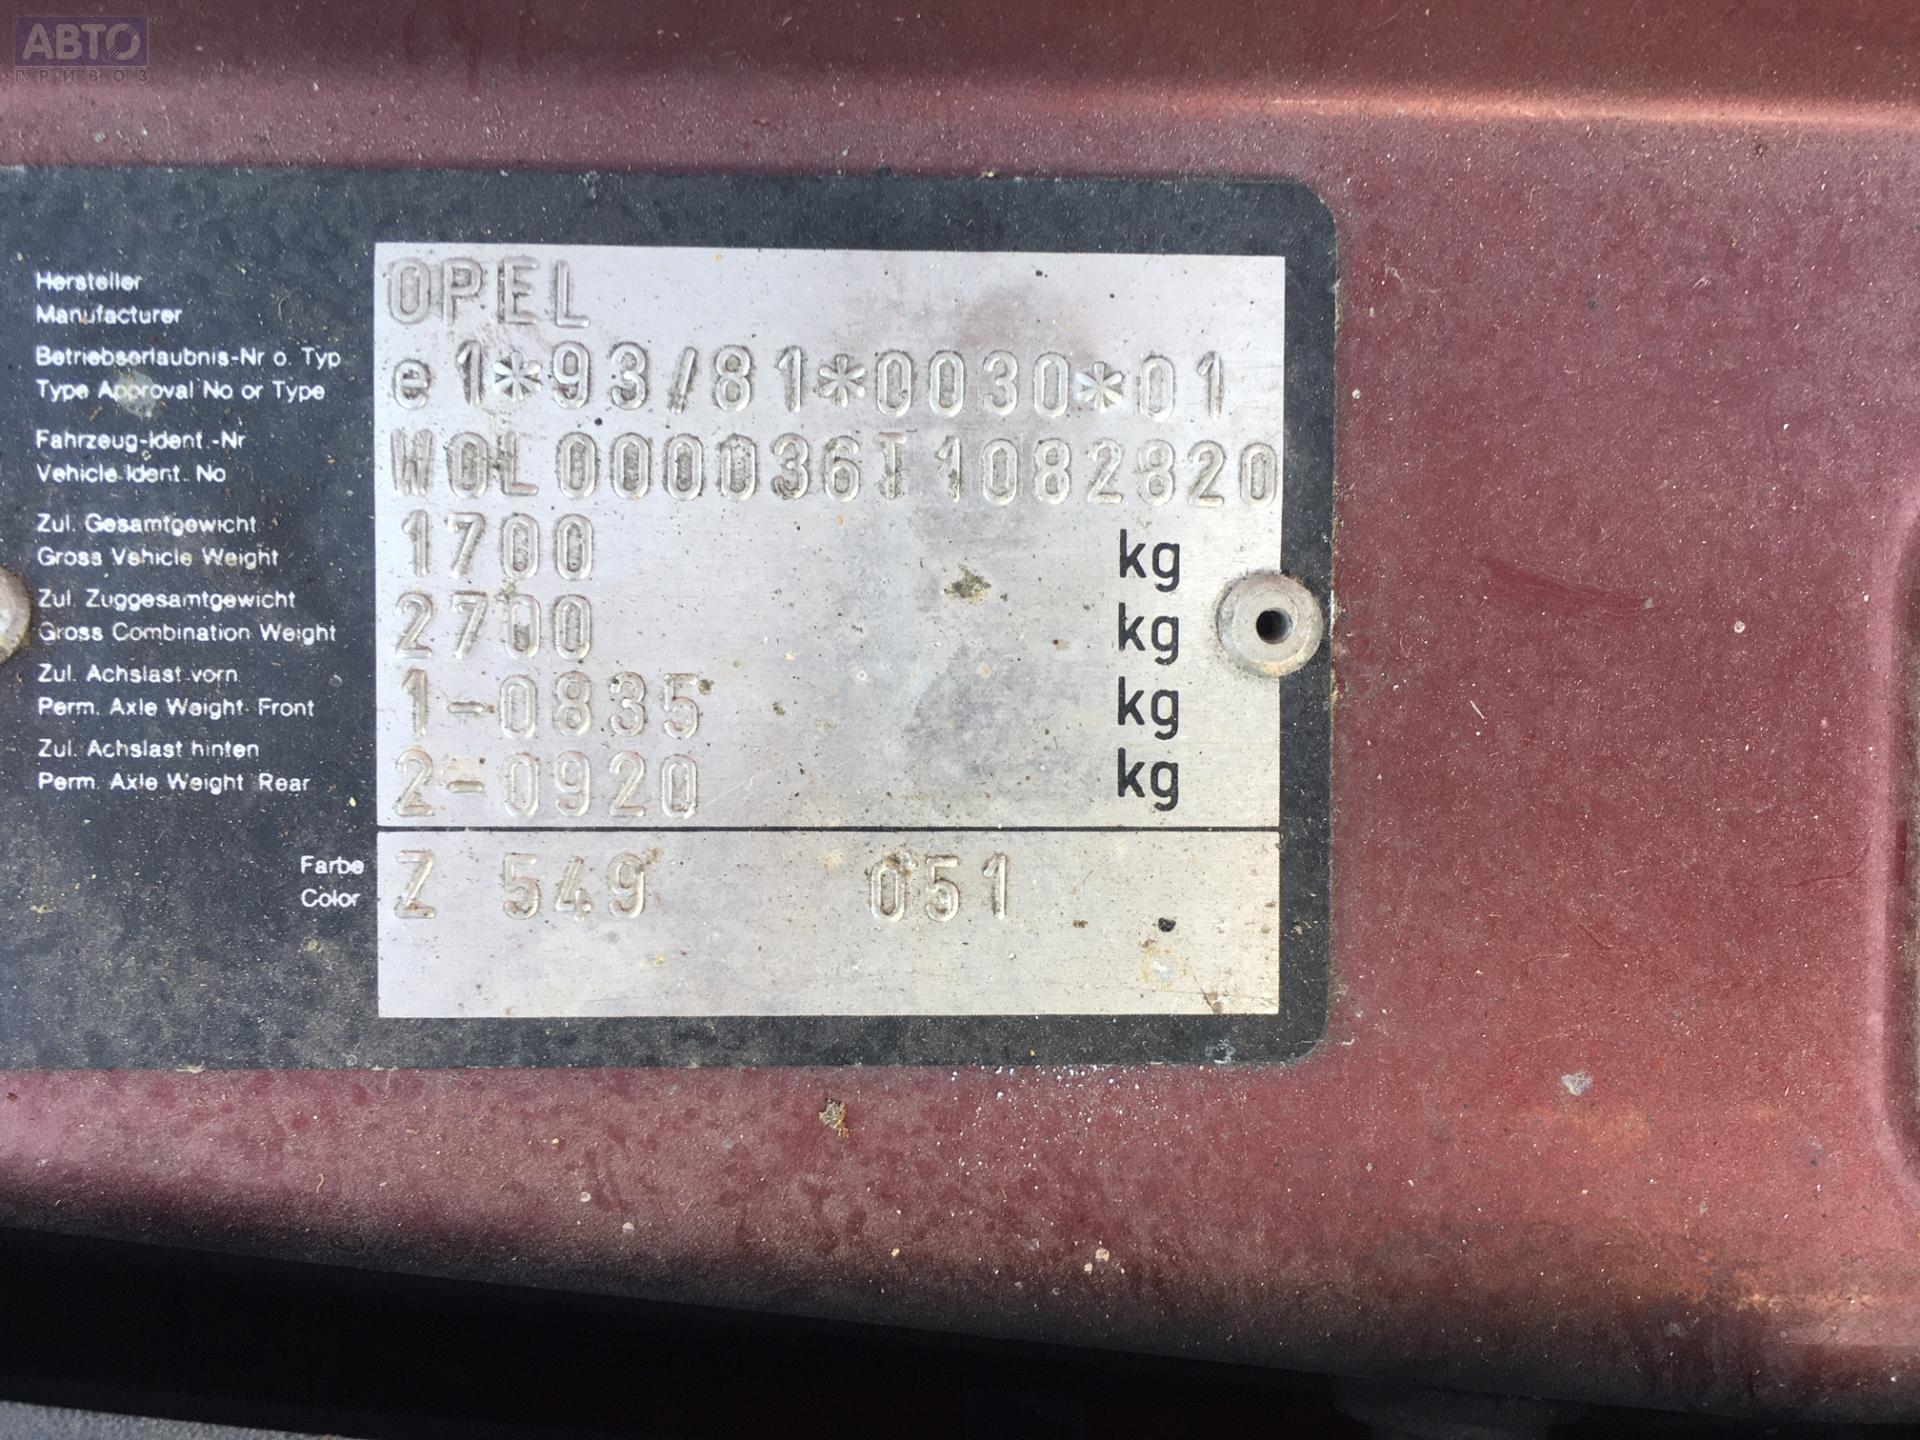 АВТО
ПРИВОЗ
Hersteller
Manufacturer
OPEL
Betriebserlaubnis-Nr o. Typ
Type Approval No or Type
e1*93/81*0030*01
Fahrzeug-Ident.-Nr
Vehicle Ident. No
W0L000036T1082820
Zul. Gesamtgewicht
Gross Vehicle Weight
1700 kg
Zul. Zuggesamtgewicht
Gross Combination Weight
2700 kg
Zul. Achslast vorn
Perm. Axle Weight Front
1-0835 kg
Zul. Achslast hinten
Perm. Axle Weight Rear
2-0920 kg
Farbe
Color
Z 549 051